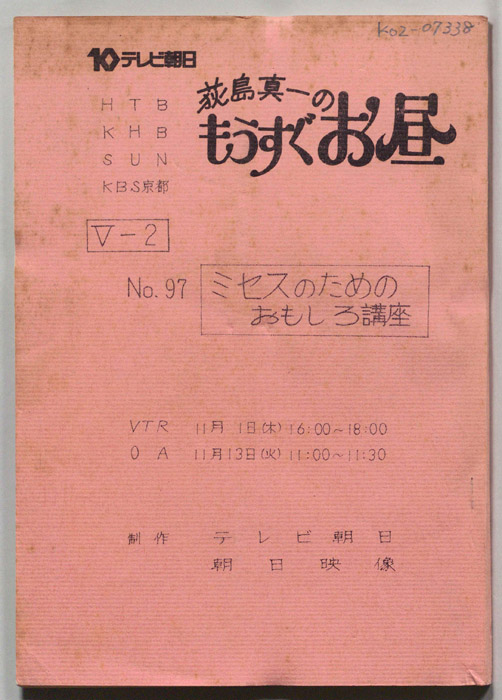 K02-07338
10テレビ朝日
荻島真一の
もうすぐお昼
HTB
KHB
SUN
KBS京都
V-2
No.97 ミセスのための
おもしろ講座
VTR 11月 1日(木) 16:00~18:00
O A 11月13日(火) 11:00~11:30
制作 テレビ朝日
朝日映像